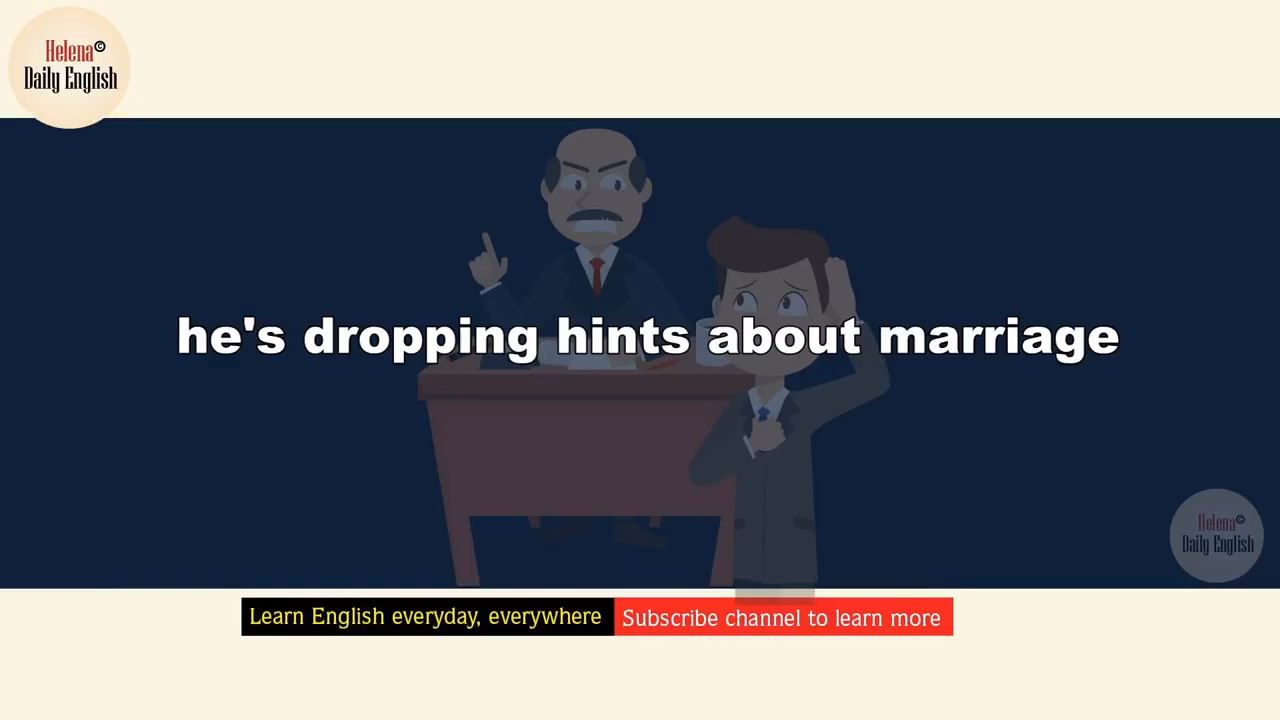 Helena©
Daily English
he's dropping hints about marriage
Helena©
Daily English
Learn English everyday, everywhere
Subscribe channel to learn more